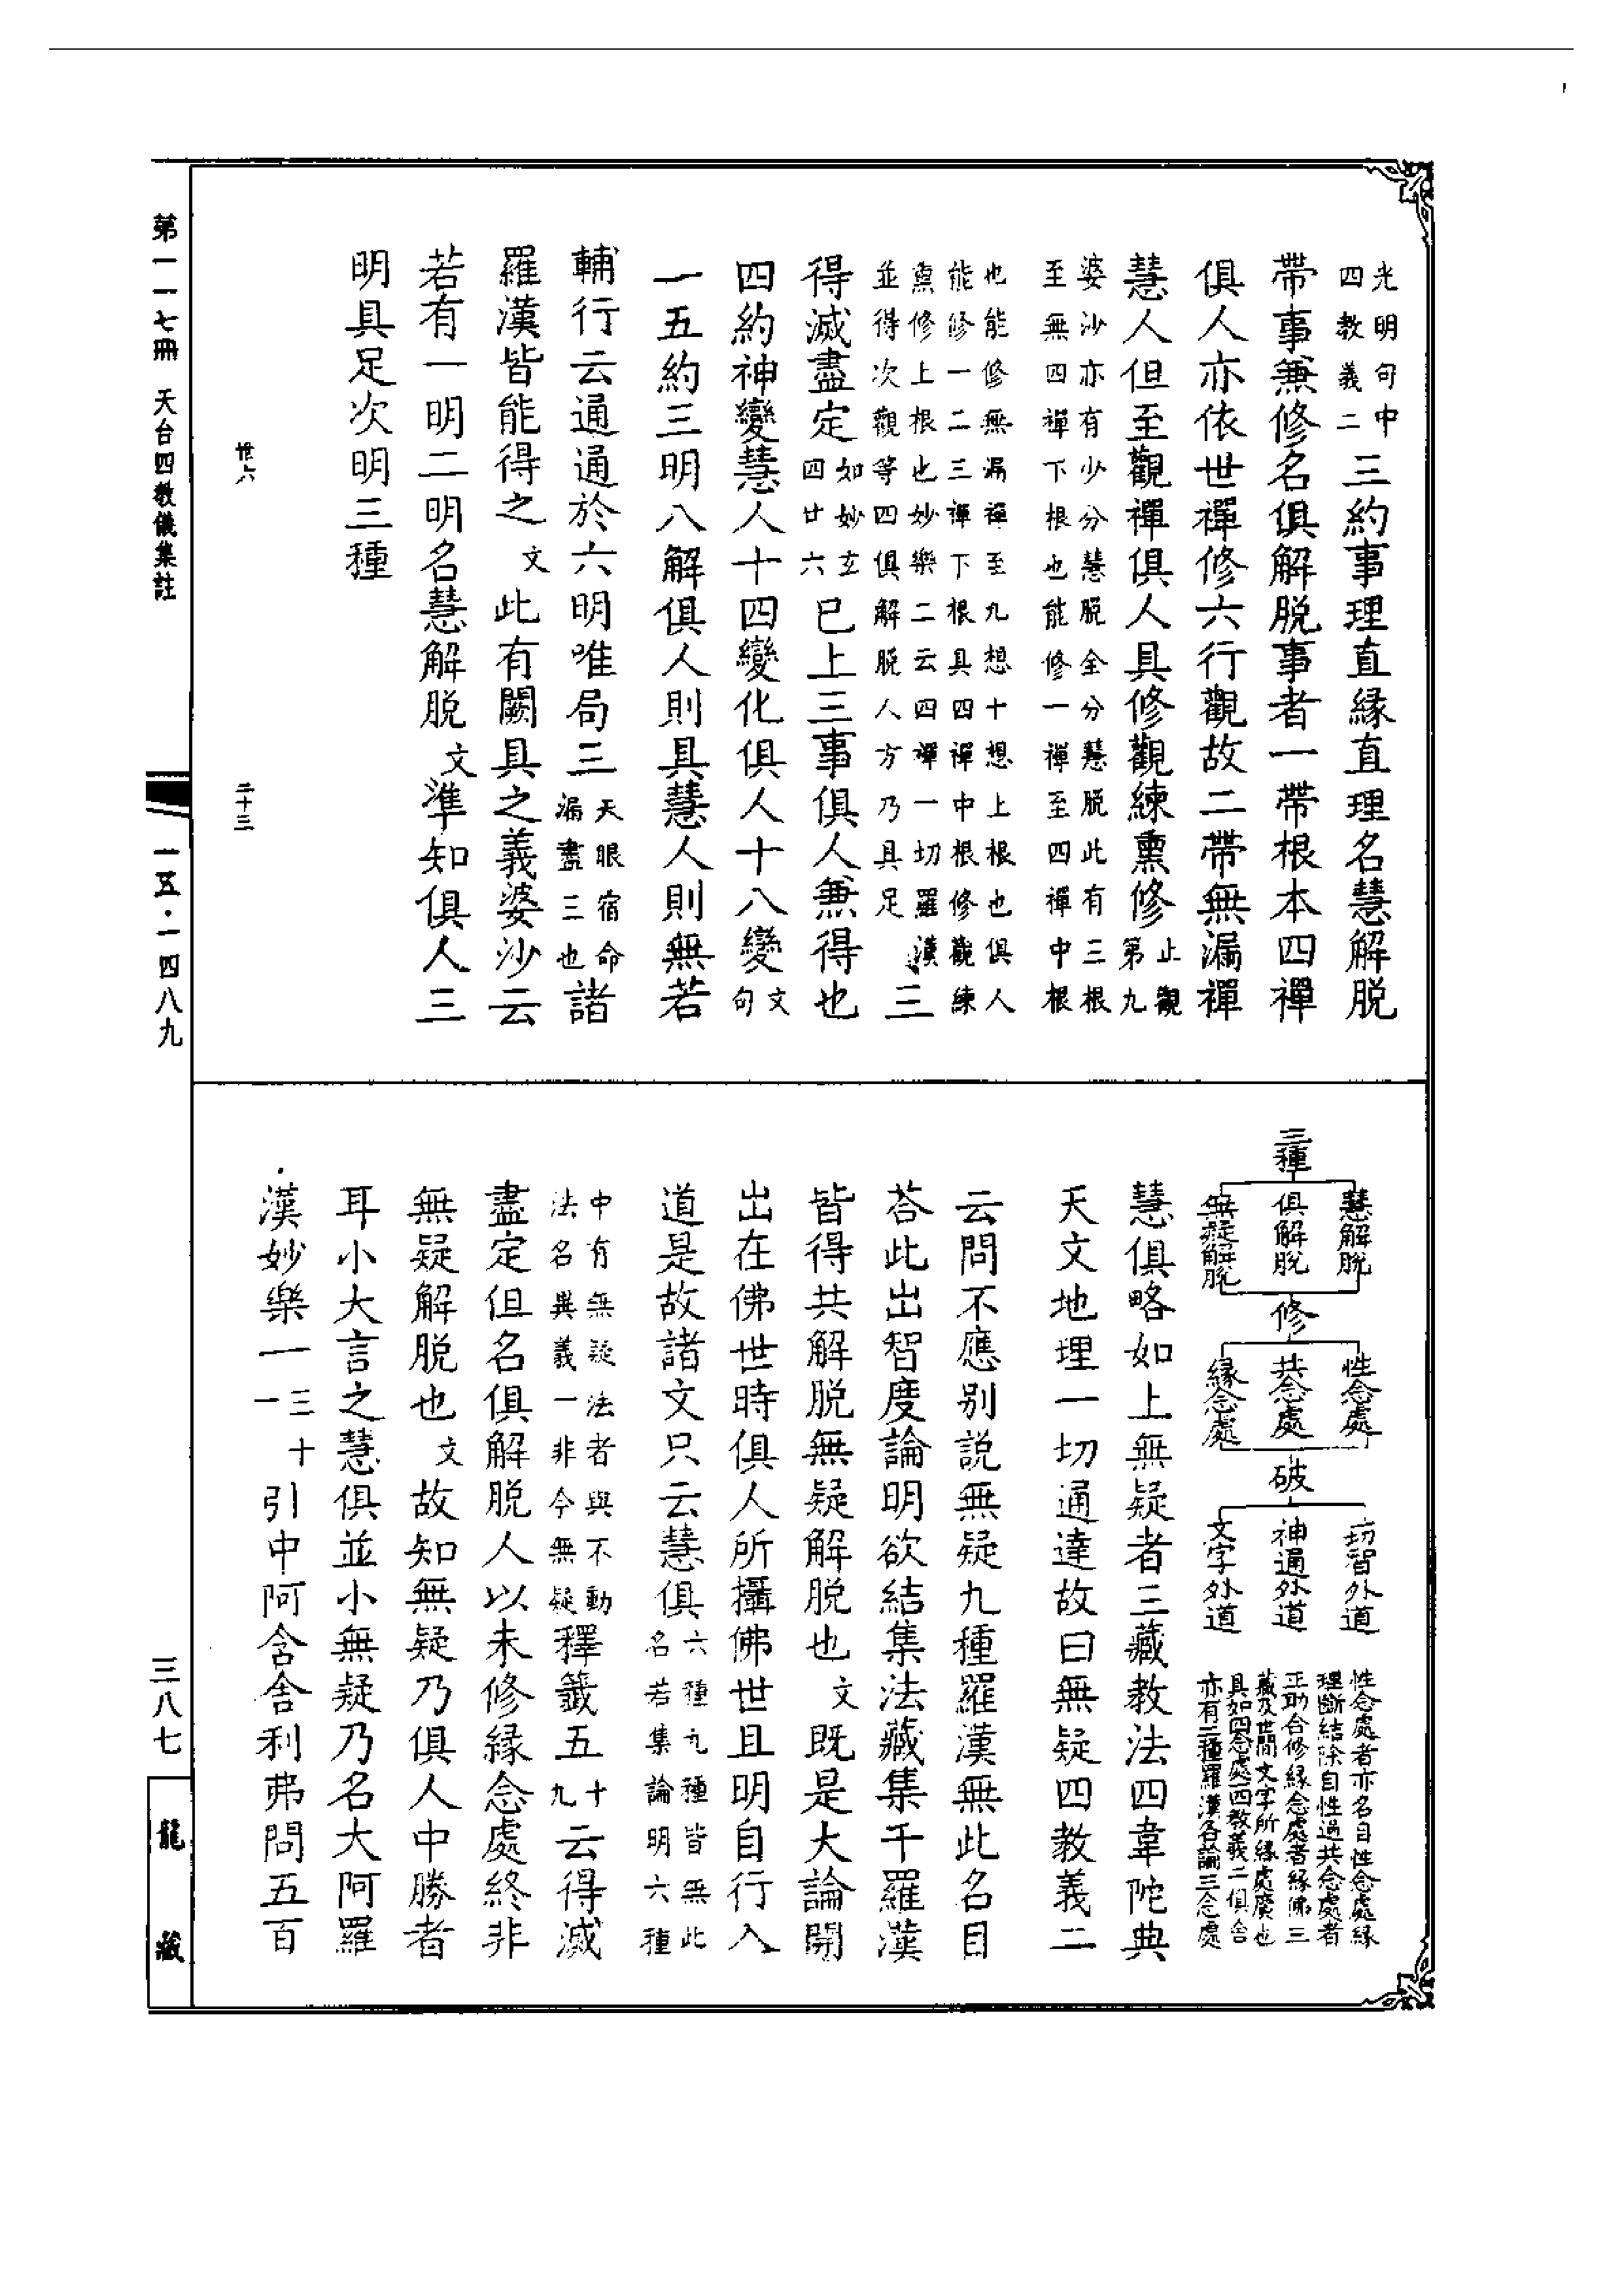 光明句中
四教義二
三約事理直緣直理名慧解脫
帶事兼修名俱解脫事者一帶根本四禪
俱人亦依世禪修六行觀故二帶無漏禪
慧人但至觀禪俱人具修觀練熏修
止觀
第九
婆沙亦有少分慧脫全分慧脫此有三根
至無四禪下根也能修一禪至四禪中根
也能修無漏禪至九想十想上根也俱人
能修一二三禪下根具四禪中根修觀練
熏修上根也妙樂二云四禪一切羅漢
並得次觀等四俱解脫人方乃具足
三
得滅盡定
如妙玄
四廿六
已上三事俱人兼得也
四約神變慧人十四變化俱人十八變
文
句
一五約三明八解俱人則具慧人則無若
輔行云通通於六明唯局三
天眼宿命
漏盡三也
諸
羅漢皆能得之
文
此有闕具之義婆沙云
若有一明二明名慧解脫
文
準知俱人三
明具足次明三種
世六
二十三
三種
慧解脫
俱解脫
無疑解脫
修
性念處
共念處
緣念處
破
一切智外道
神通外道
文字外道
性念處者亦名自性念處緣
理斷結除自性過共念處者
正助合修緣念處者緣佛三
藏及世間文字所緣處廣也
具如四念處四教義二俱舍
亦有三種羅漢各論三念處
慧俱略如上無疑者三藏教法四韋陀典
天文地理一切通達故曰無疑四教義二
云問不應別說無疑九種羅漢無此名目
荅此出智度論明欲結集法藏集千羅漢
皆得共解脫無疑解脫也
文
既是大論開
出在佛世時俱人所攝佛世且明自行入
道是故諸文只云慧俱
六種九種皆無此
名若集論明六種
中有無疑法者與不動
法名異義一非今無疑
釋籤五
十
九
云得滅
盡定但名俱解脫人以未修緣念處終非
無疑解脫也
文
故知無疑乃俱人中勝者
耳小大言之慧俱並小無疑乃名大阿羅
漢妙樂一
三十
一
引中阿含舍利弗問五百
第一一七冊 天台四教儀集註
一五·一四八九
三八七
龍藏